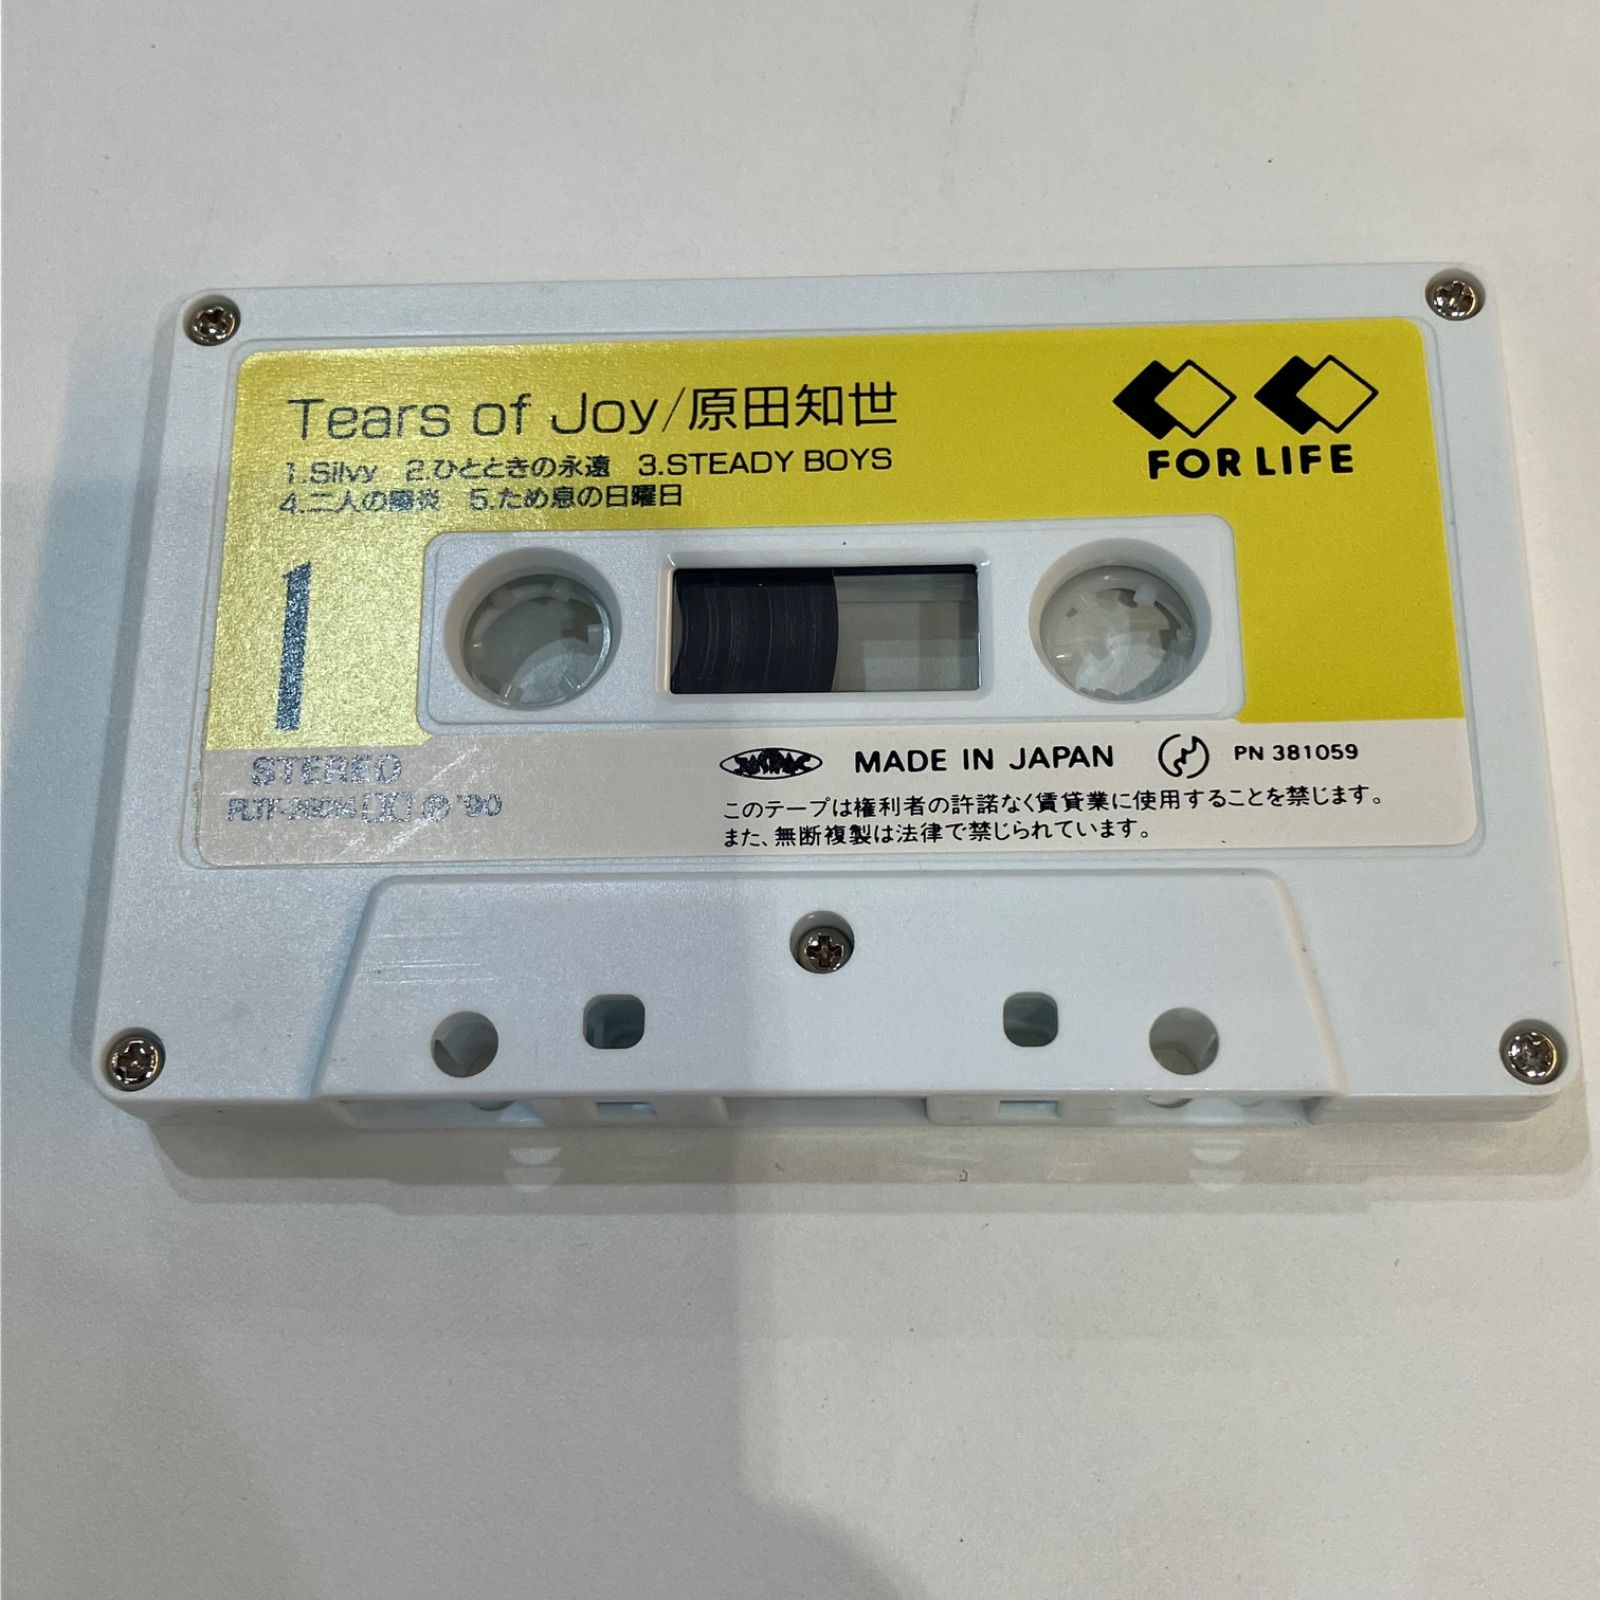 Tears of Joy/原田知世
1.Silvy 2.ひとときの永遠 3.STEADY BOYS
4.二人の陽炎 5.ため息の日曜日
FOR LIFE
1
STEREO
℗'90
JASRAC MADE IN JAPAN PN 381059
このテープは権利者の許諾なく賃貸業に使用することを禁じます。
また、無断複製は法律で禁じられています。